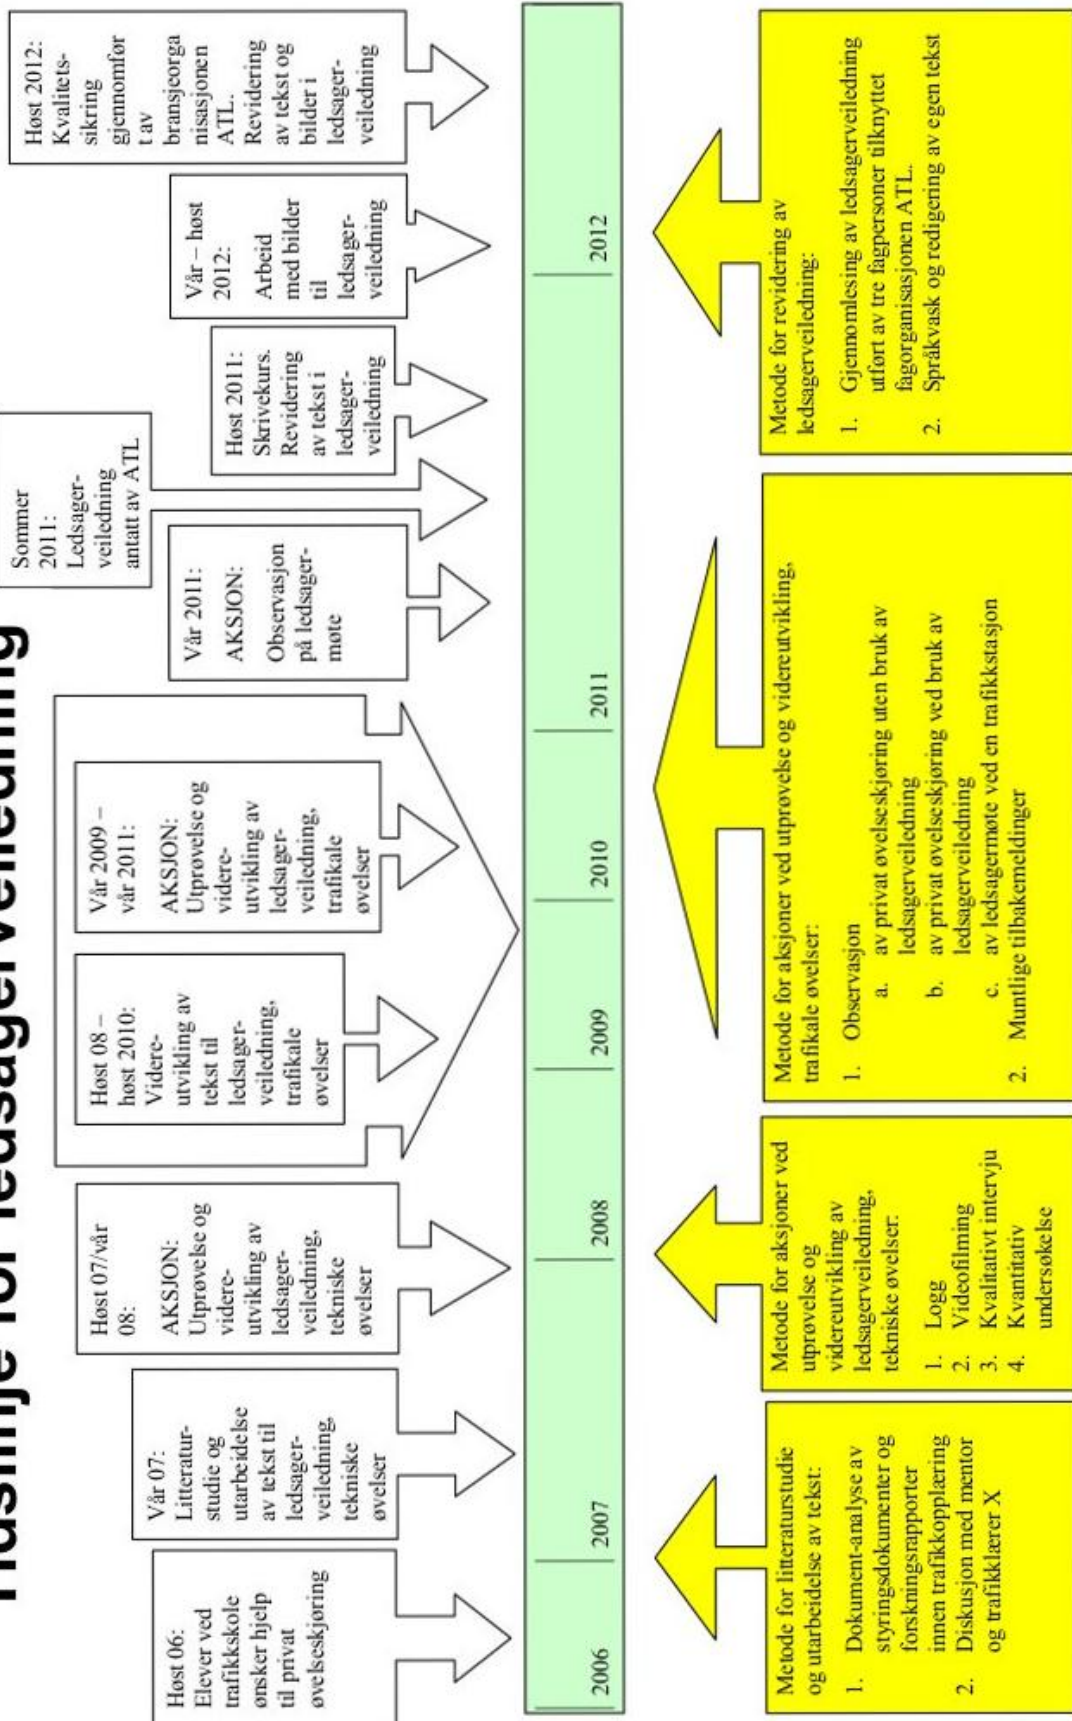 Tidslinje for ledsagerveiledning
Høst 06:
Elever ved
trafikkskole
ønsker hjelp
til privat
øvelseskjøring
Vår 07:
Litteratur-
studie og
utarbeidelse
av tekst til
ledsager-
veiledning,
tekniske
øvelser
Høst 07/vår
08:
AKSJON:
Utprøvelse og
videre-
utvikling av
ledsager-
veiledning,
tekniske
øvelser
Høst 08 –
høst 2010:
Videre-
utvikling av
tekst til
ledsager-
veiledning,
trafikale
øvelser
Vår 2009 –
vår 2011:
AKSJON:
Utprøvelse og
videre-
utvikling av
ledsager-
veiledning,
trafikale
øvelser
Vår 2011:
AKSJON:
Observasjon
på ledsager-
møte
Sommer
2011:
Ledsager-
veiledning
antatt av ATL
Høst 2011:
Skrivekurs.
Revidering
av tekst i
ledsager-
veiledning
Vår – høst
2012:
Arbeid
med bilder
til
ledsager-
veiledning
Høst 2012:
Kvalitets-
sikring
gjennomfør
t av
bransjeorga
nisasjonen
ATL.
Revidering
av tekst og
bilder i
ledsager-
veiledning
2006
2007
2008
2009
2010
2011
2012
Metode for litteraturstudie
og utarbeidelse av tekst:
1. Dokument-analyse av
styringsdokumenter og
forskningsrapporter
innen trafikkopplæring
2. Diskusjon med mentor
og trafikklærer X
Metode for aksjoner ved
utprøvelse og
videreutvikling av
ledsagerveiledning,
tekniske øvelser:
1. Logg
2. Videofilming
3. Kvalitativt intervju
4. Kvantitativ
undersøkelse
Metode for aksjoner ved utprøvelse og videreutvikling,
trafikale øvelser:
1. Observasjon
a. av privat øvelseskjøring uten bruk av
ledsagerveiledning
b. av privat øvelseskjøring ved bruk av
ledsagerveiledning
c. av ledsagermøte ved en trafikkstasjon
2. Muntlige tilbakemeldinger
Metode for revidering av
ledsagerveiledning:
1. Gjennomlesing av ledsagerveiledning
utført av tre fagpersoner tilknyttet
fagorganisasjonen ATL.
2. Språkvask og redigering av egen tekst